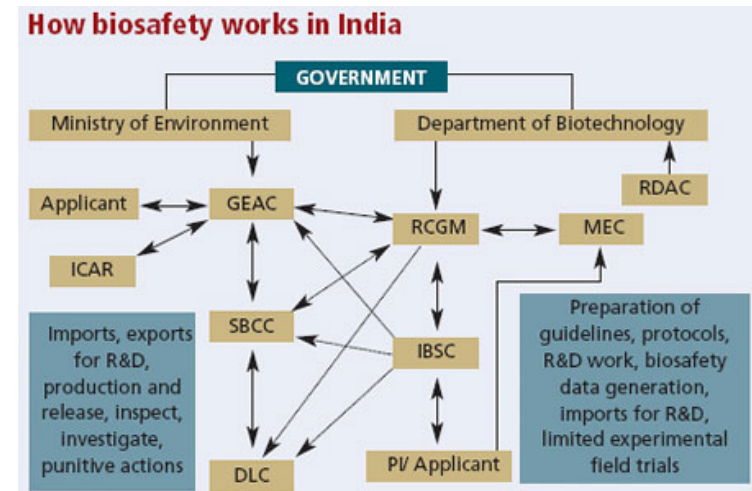 How biosafety works in India
GOVERNMENT
Ministry of Environment
Department of Biotechnology
RDAC
Applicant
GEAC
RCGM
MEC
ICAR
SBCC
IBSC
DLC
PI/ Applicant
Imports, exports
for R&D,
production and
release, inspect,
investigate,
punitive actions
Preparation of
guidelines, protocols,
R&D work, biosafety
data generation,
imports for R&D,
limited experimental
field trials